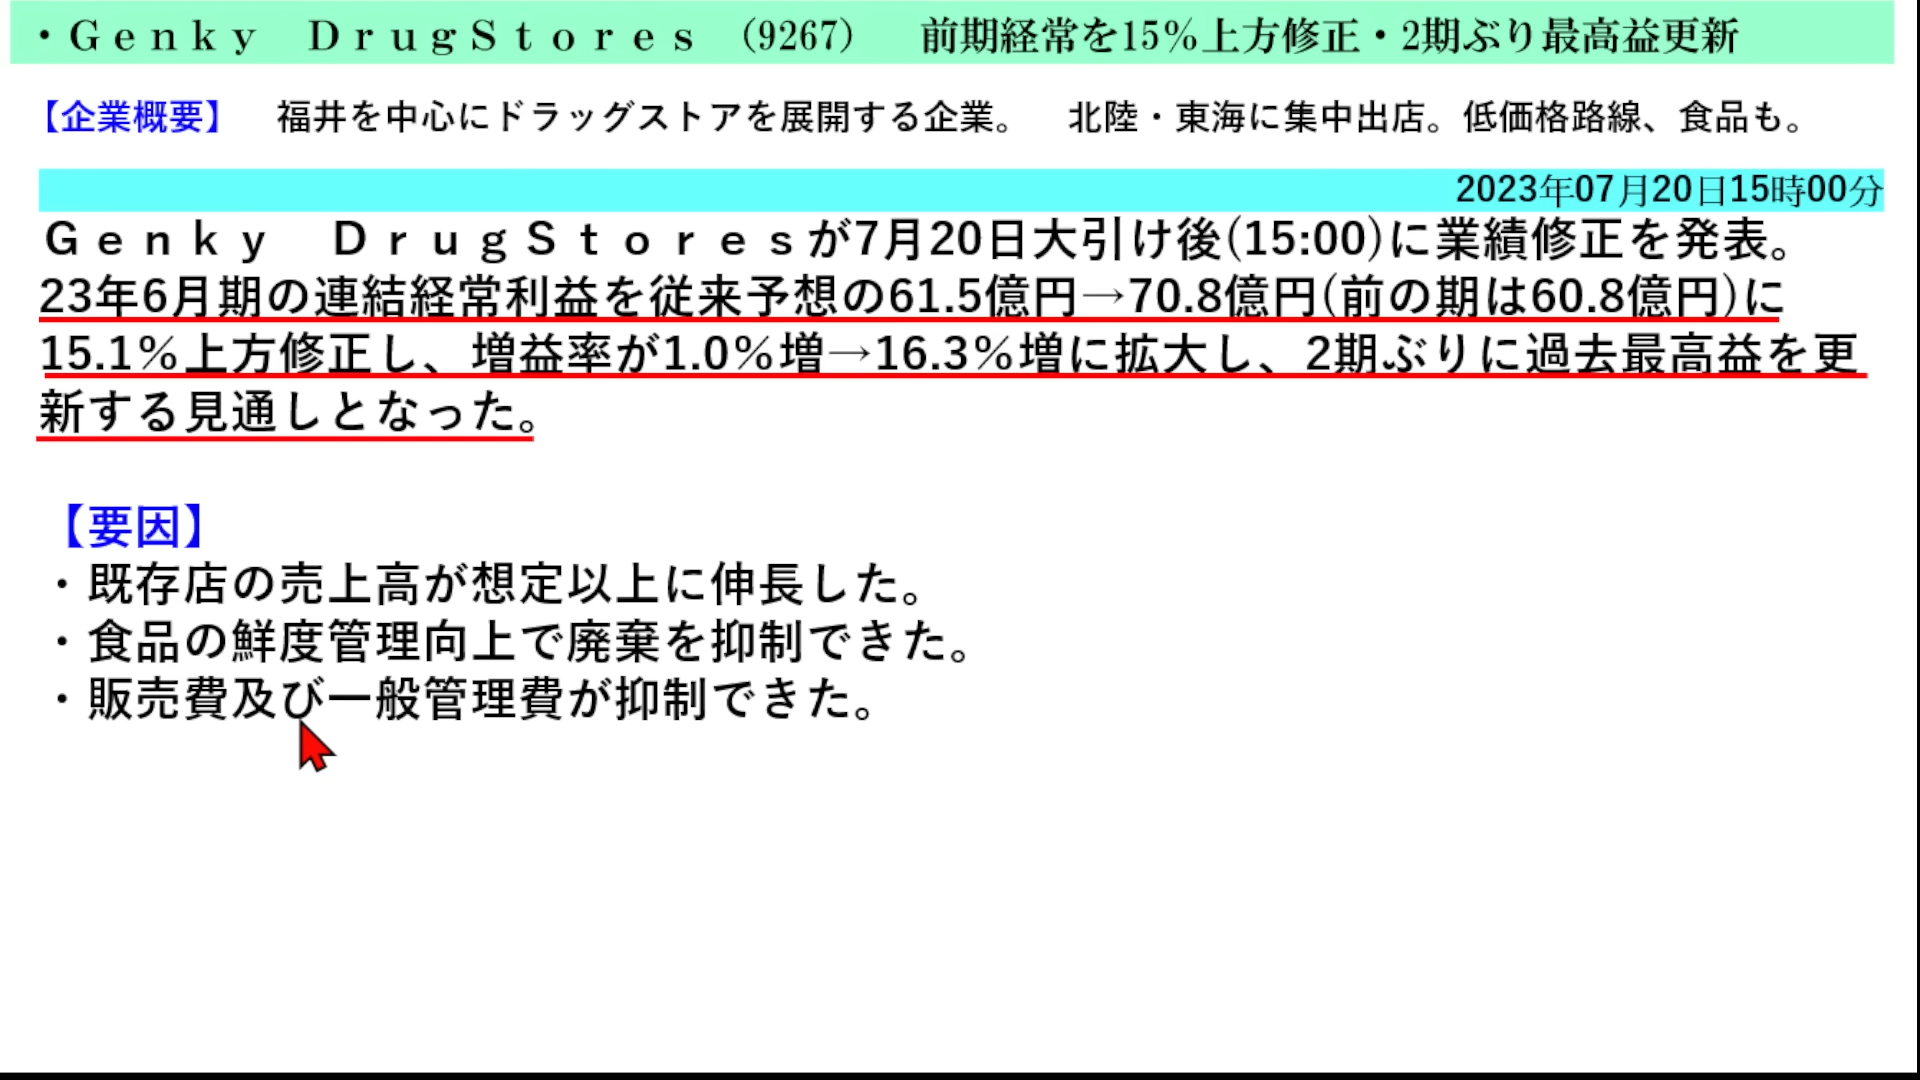 ・Ｇｅｎｋｙ　ＤｒｕｇＳｔｏｒｅｓ　（9267）　　前期経常を15％上方修正・2期ぶり最高益更新
【企業概要】　福井を中心にドラッグストアを展開する企業。　北陸・東海に集中出店。低価格路線、食品も。
2023年07月20日15時00分
Ｇｅｎｋｙ　ＤｒｕｇＳｔｏｒｅｓが7月20日大引け後(15:00)に業績修正を発表。
23年6月期の連結経常利益を従来予想の61.5億円→70.8億円(前の期は60.8億円)に
15.1％上方修正し、増益率が1.0％増→16.3％増に拡大し、2期ぶりに過去最高益を更
新する見通しとなった。
【要因】
・既存店の売上高が想定以上に伸長した。
・食品の鮮度管理向上で廃棄を抑制できた。
・販売費及び一般管理費が抑制できた。